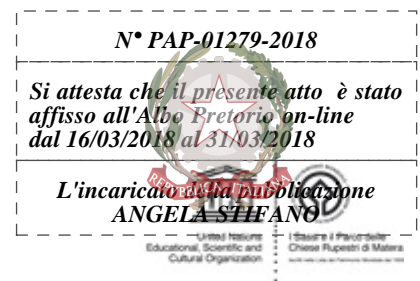 N° PAP-01279-2018
Si attesta che il presente atto è stato
affisso all'Albo Pretorio on-line
dal 16/03/2018 al 31/03/2018
L'incaricato della pubblicazione
ANGELA STIFANO
REPVBBLICA ITALIANA
United Nations
Educational, Scientific and
Cultural Organization
I Sassi e il Parco delle
Chiese Rupestri di Matera